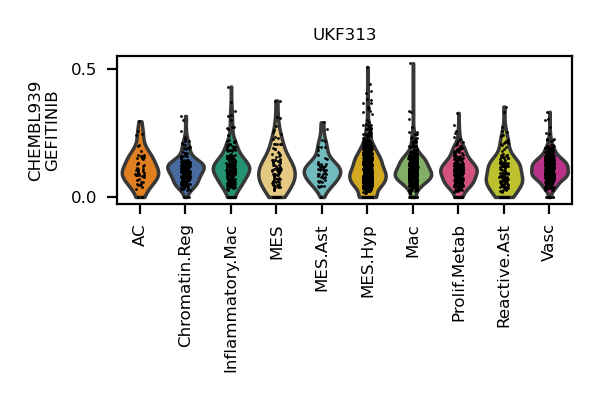 UKF313
CHEMBL939
GEFITINIB
0.5
0.0
AC
Chromatin.Reg
Inflammatory.Mac
MES
MES.Ast
MES.Hyp
Mac
Prolif.Metab
Reactive.Ast
Vasc